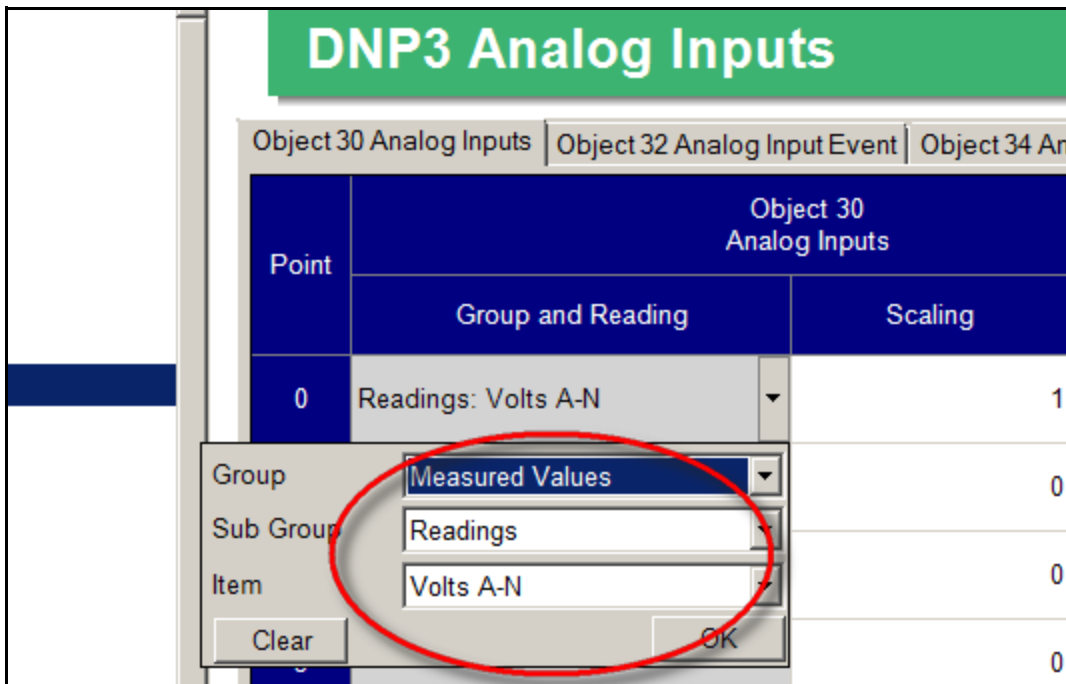 DNP3 Analog Inputs
Object 30 Analog Inputs Object 32 Analog Input Event Object 34
Point
Object 30
Analog Inputs
Group and Reading Scaling
0 Readings: Volts A-N 1
Group Measured Values
0
Sub Group Readings
Item Volts A-N
0
Clear OK
0